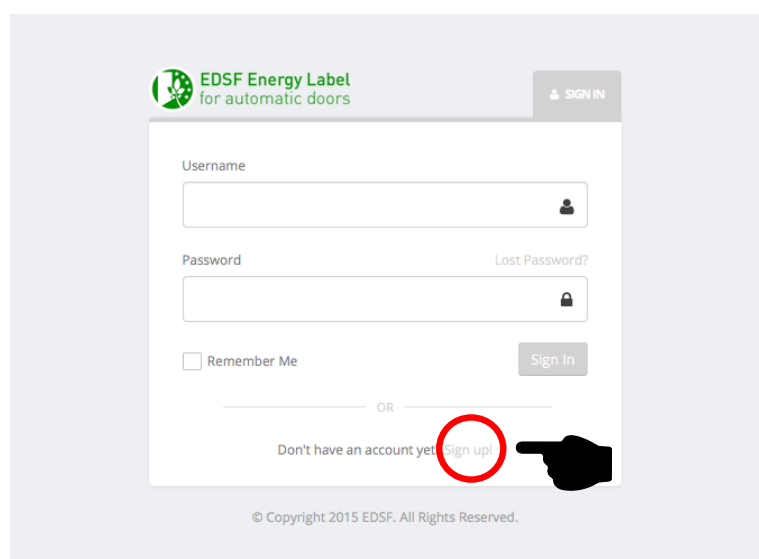 EDSF Energy Label
for automatic doors
SIGN IN
Username
Password
Lost Password?
Remember Me
Sign In
OR
Don't have an account yet Sign up!
© Copyright 2015 EDSF. All Rights Reserved.